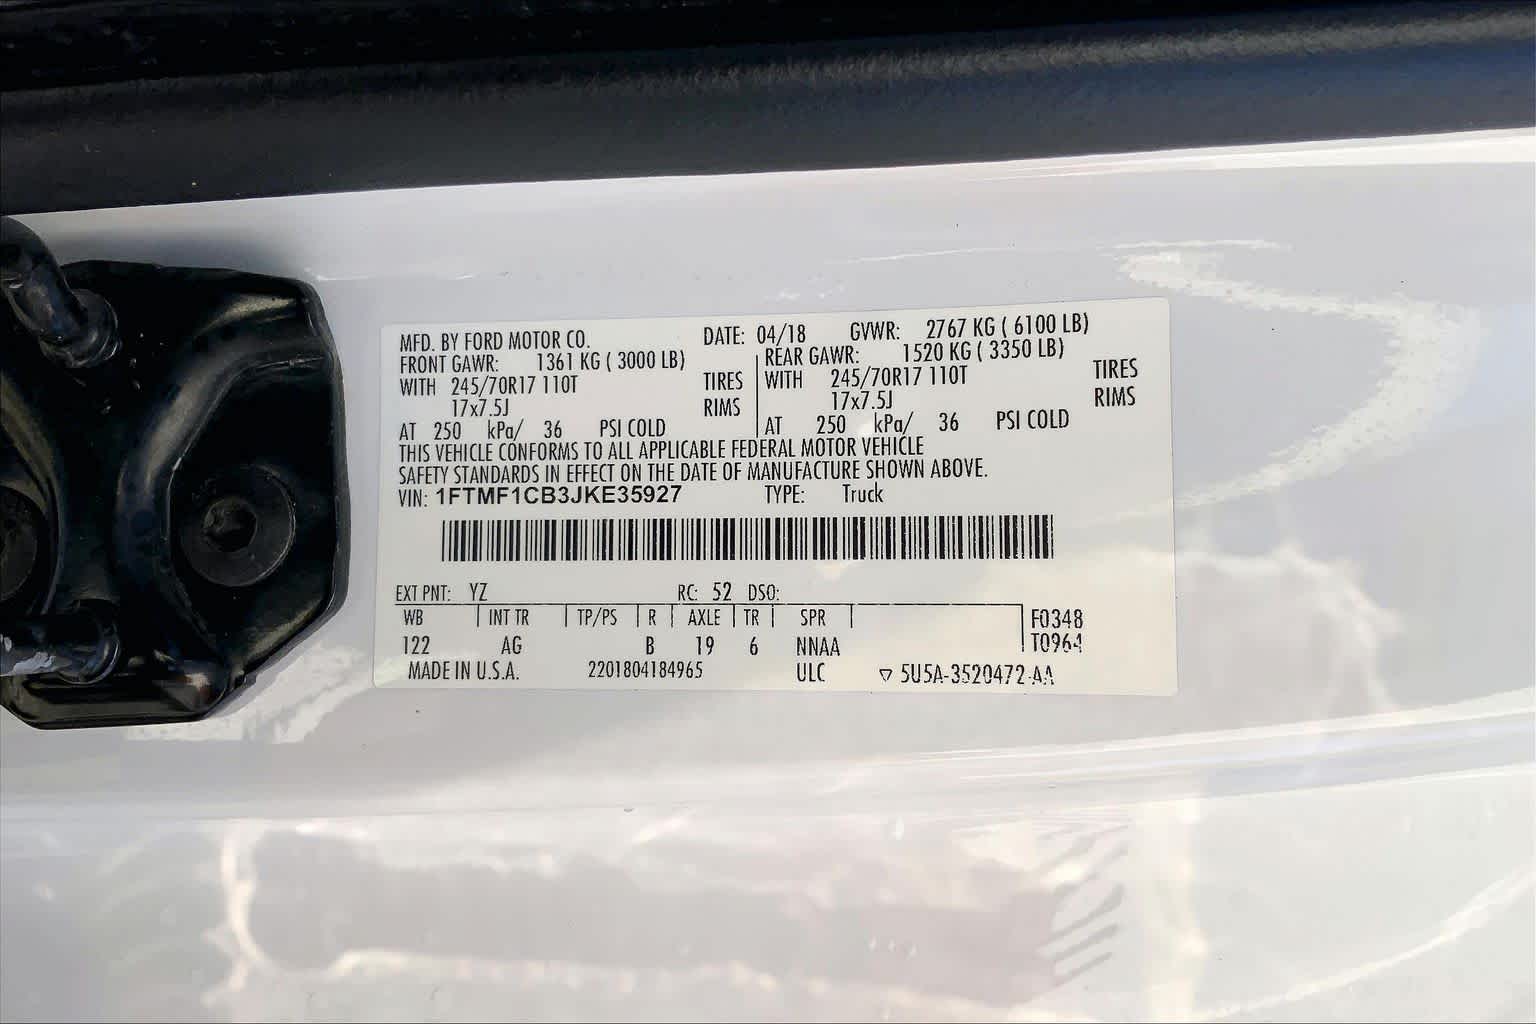 MFD. BY FORD MOTOR CO. DATE: 04/18 GVWR: 2767 KG ( 6100 LB)
FRONT GAWR: 1361 KG ( 3000 LB) REAR GAWR: 1520 KG ( 3350 LB)
WITH 245/70R17 110T TIRES WITH 245/70R17 110T TIRES
17x7.5J RIMS 17x7.5J RIMS
AT 250 kPa/ 36 PSI COLD AT 250 kPa/ 36 PSI COLD
THIS VEHICLE CONFORMS TO ALL APPLICABLE FEDERAL MOTOR VEHICLE
SAFETY STANDARDS IN EFFECT ON THE DATE OF MANUFACTURE SHOWN ABOVE.
VIN: 1FTMF1CB3JKE35927 TYPE: Truck
EXT PNT: YZ RC: 52 DSO:
WB INT TR TP/PS R AXLE TR SPR F0348
122 AG B 19 6 NNAA T0964
MADE IN U.S.A. 2201804184965 ULC ▽ 5U5A-3520472-AA